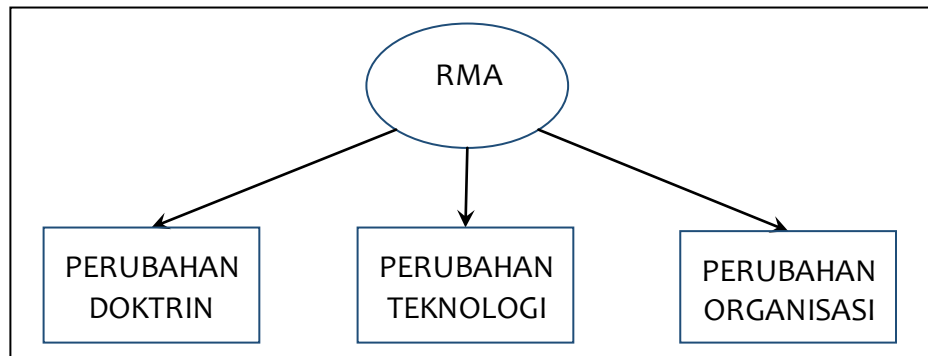 RMA
PERUBAHAN
DOKTRIN
PERUBAHAN
TEKNOLOGI
PERUBAHAN
ORGANISASI